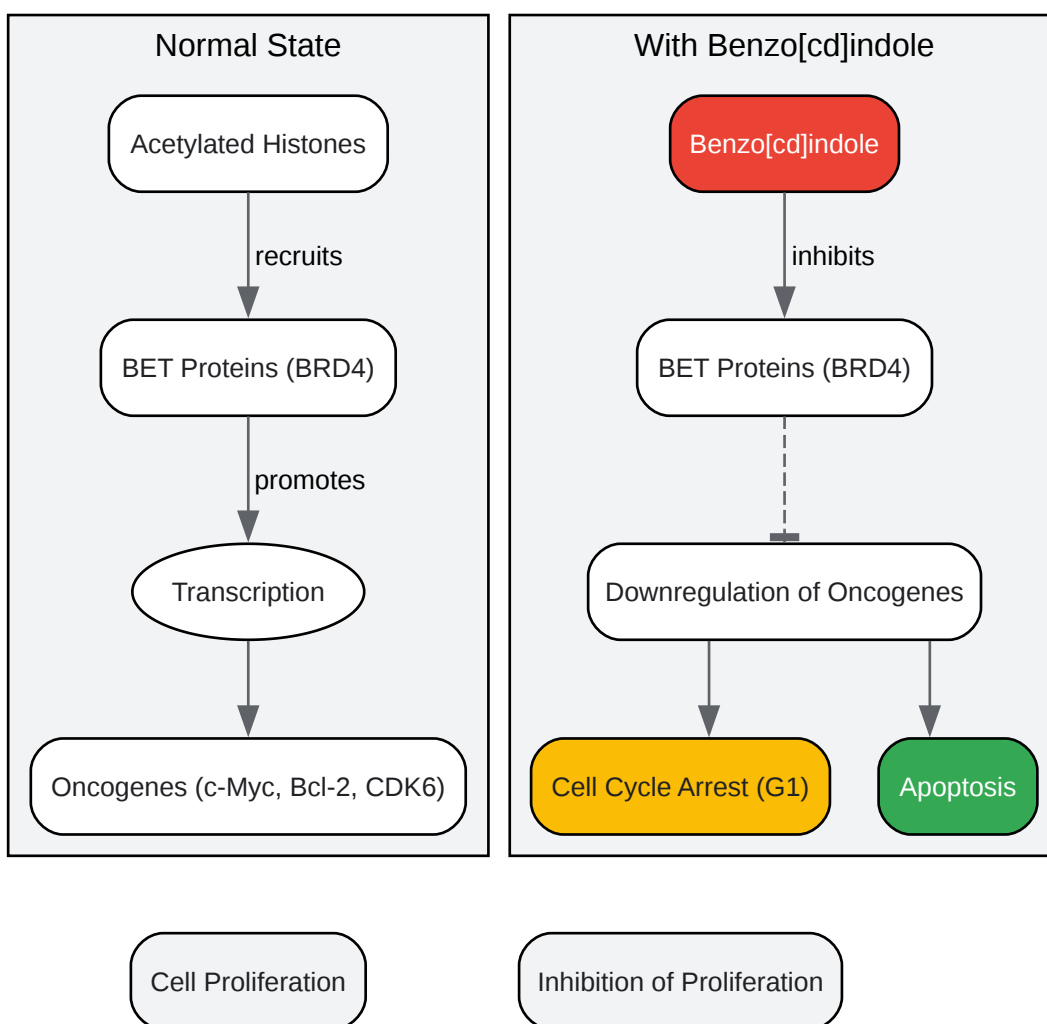 Normal State
Acetylated Histones
recruits
BET Proteins (BRD4)
promotes
Transcription
Oncogenes (c-Myc, Bcl-2, CDK6)
With Benzo[cd]indole
Benzo[cd]indole
inhibits
BET Proteins (BRD4)
Downregulation of Oncogenes
Cell Cycle Arrest (G1)
Apoptosis
Cell Proliferation
Inhibition of Proliferation